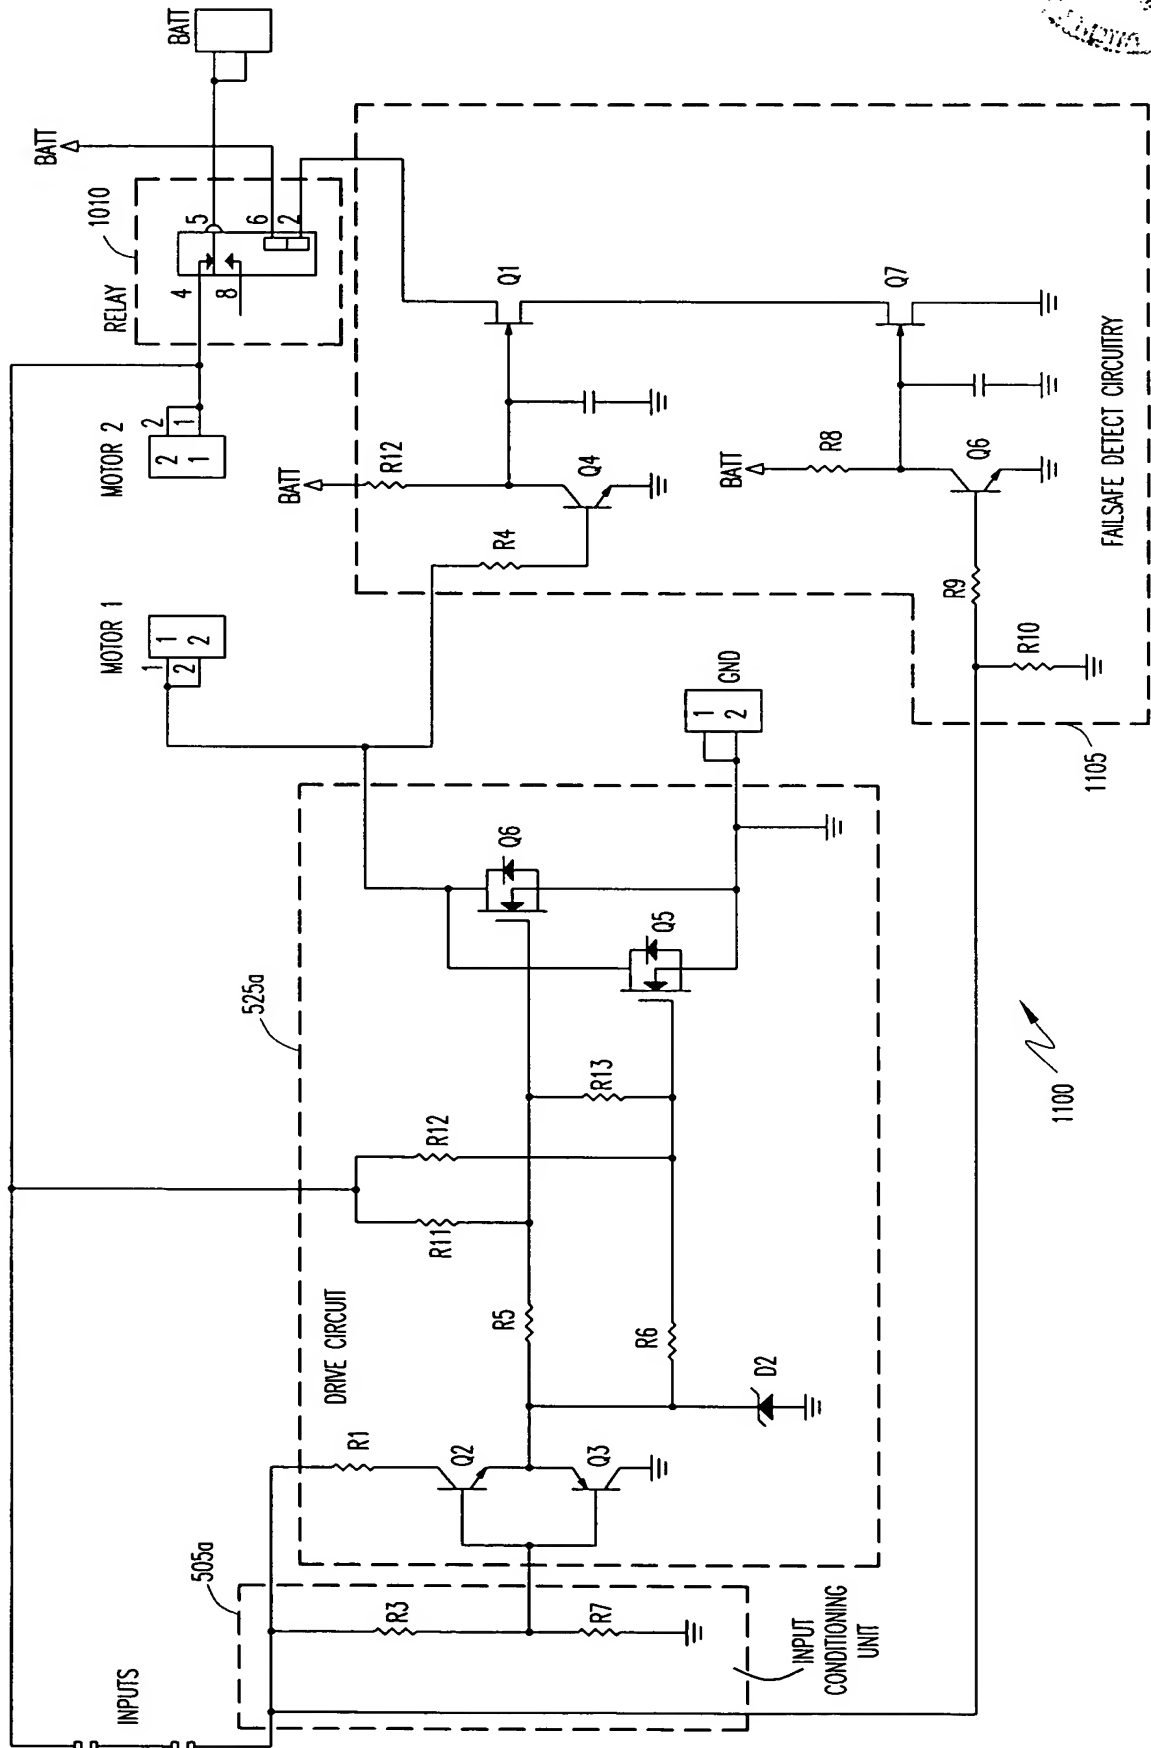 BATT
BATT
1010
RELAY
5
6
2
4
8
MOTOR 2
2
1
2
1
MOTOR 1
1
2
1
2
BATT
R12
Q1
Q4
R4
BATT
R8
Q7
Q6
R9
R10
FAILSAFE DETECT CIRCUITRY
1105
GND
1
2
525a
Q6
Q5
R13
R12
R11
R5
R6
DRIVE CIRCUIT
D2
R1
Q2
Q3
505a
R3
R7
INPUTS
INPUT
CONDITIONING
UNIT
1100